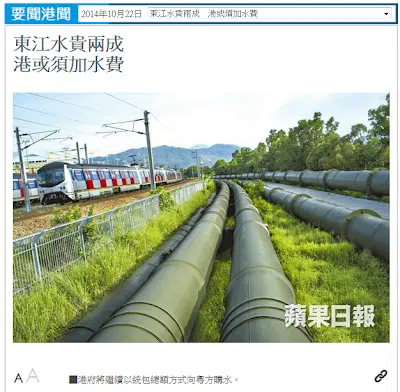 要聞港聞
2014年10月22日 東江水貴兩成 港或須加水費
東江水貴兩成
港或須加水費
蘋果日報
A A
■港府將繼續以統包總額方式向粵方購水。